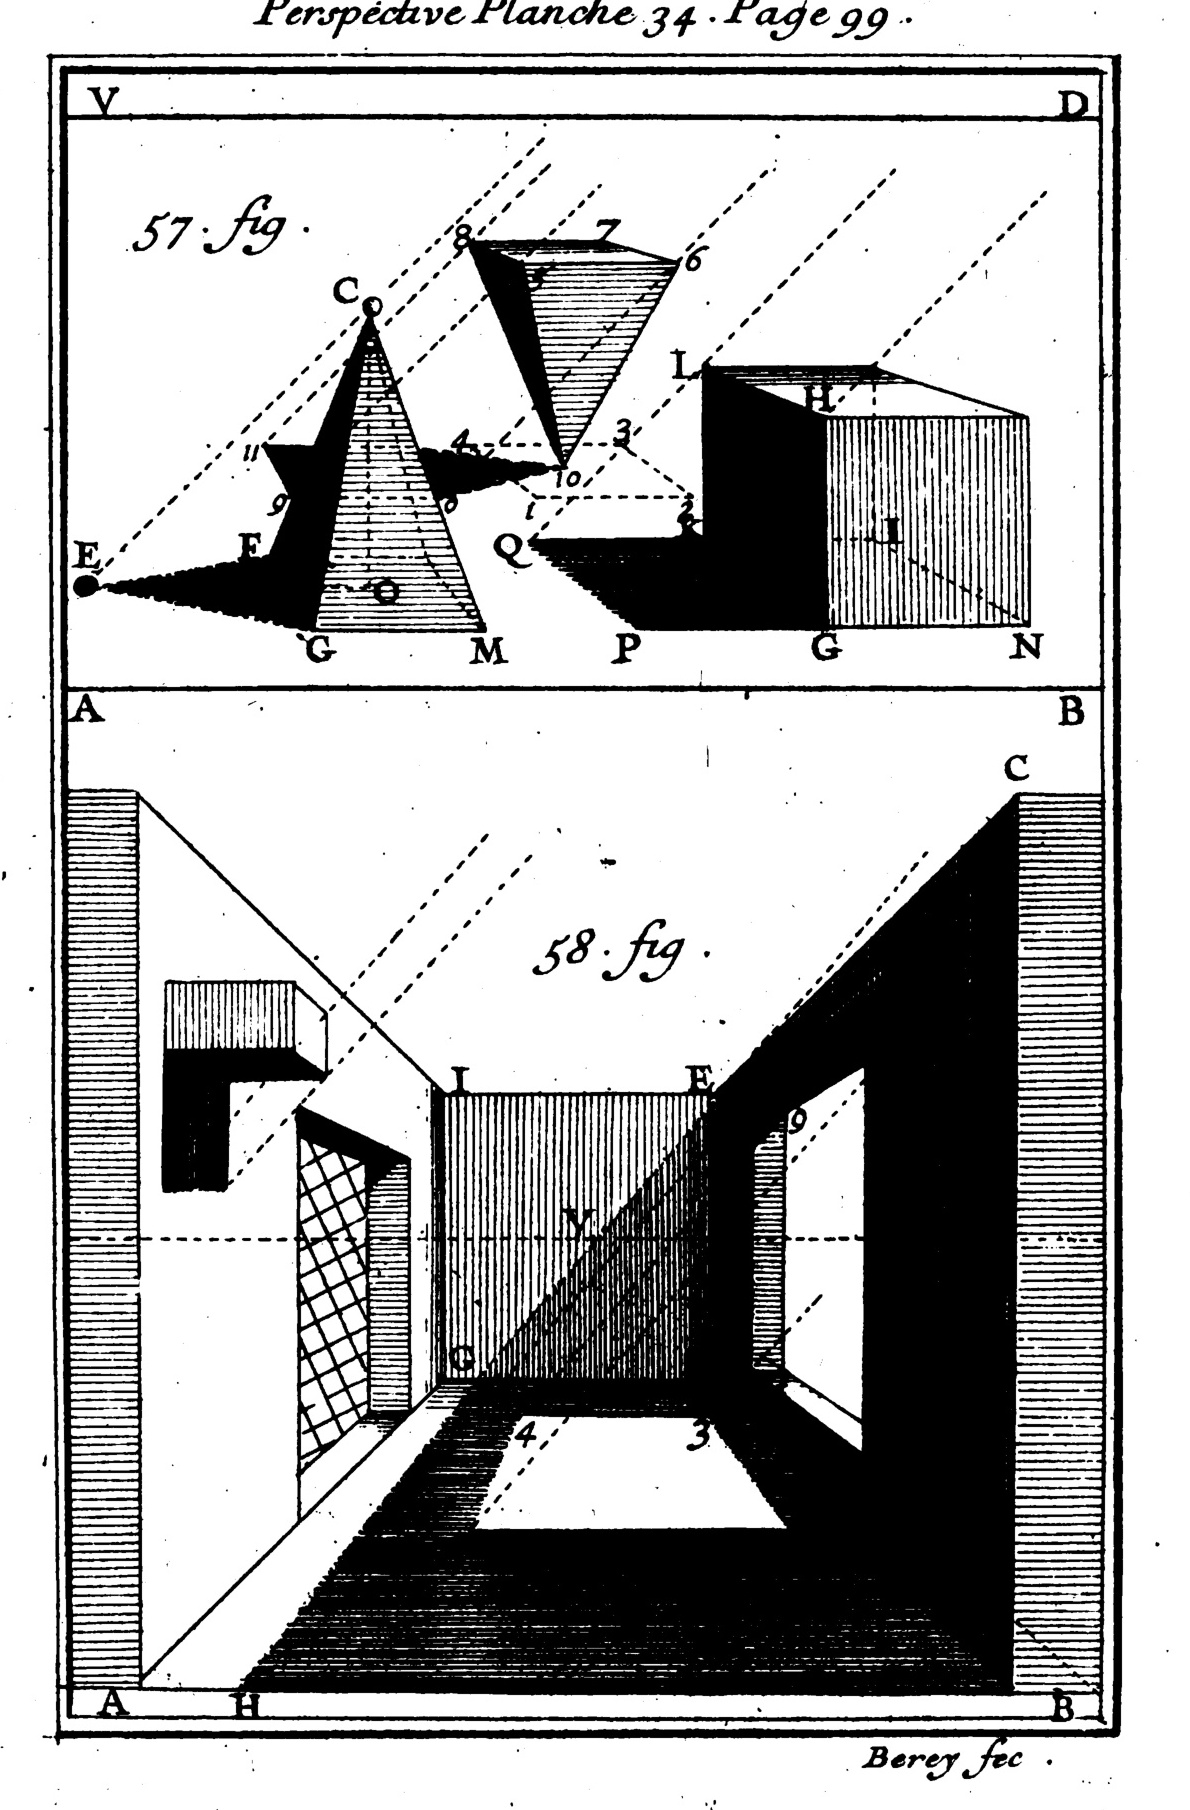 Perspéctive Planche 34 . Page 99 .
V D
57 . fig .
8 7 6
5
C
L
H
11 4 3
10
9 6 1 2
K
Q I
E F
O
G M P G N
A B
C
58 . fig .
I E
9
V
G
4 3
A H B
Berey fec .